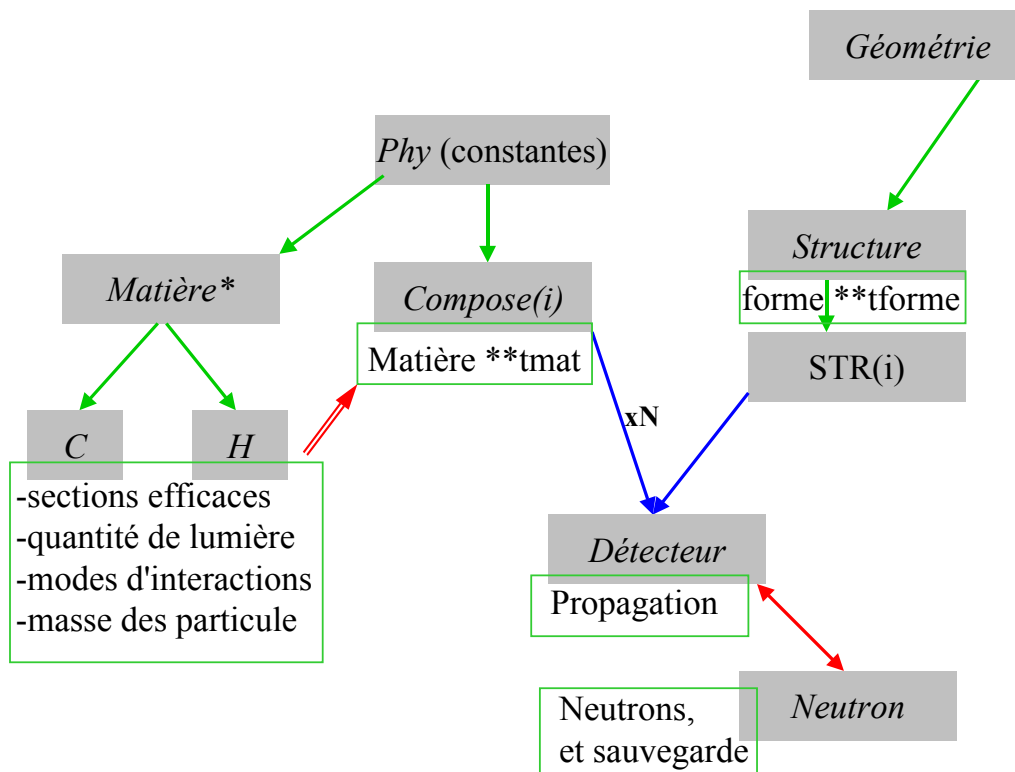 Géométrie
Phy (constantes)
Structure
forme **tforme
STR(i)
Matière*
Compose(i)
Matière **tmat
C
H
-sections efficaces
-quantité de lumière
-modes d'interactions
-masse des particule
xN
Détecteur
Propagation
Neutrons,
et sauvegarde
Neutron